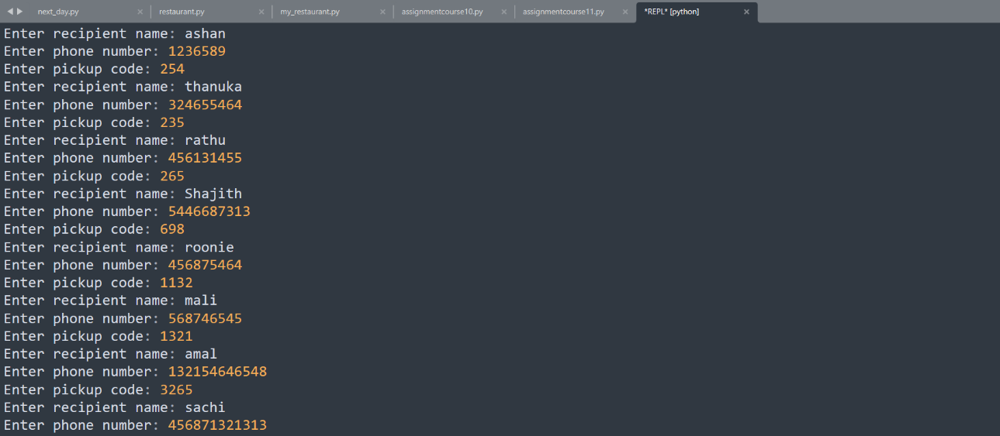 next_day.py restaurant.py my_restaurant.py assignmentcourse10.py assignmentcourse11.py *REPL* [python]
Enter recipient name: ashan
Enter phone number: 1236589
Enter pickup code: 254
Enter recipient name: thanuka
Enter phone number: 324655464
Enter pickup code: 235
Enter recipient name: rathu
Enter phone number: 456131455
Enter pickup code: 265
Enter recipient name: Shajith
Enter phone number: 5446687313
Enter pickup code: 698
Enter recipient name: roonie
Enter phone number: 456875464
Enter pickup code: 1132
Enter recipient name: mali
Enter phone number: 568746545
Enter pickup code: 1321
Enter recipient name: amal
Enter phone number: 132154646548
Enter pickup code: 3265
Enter recipient name: sachi
Enter phone number: 456871321313